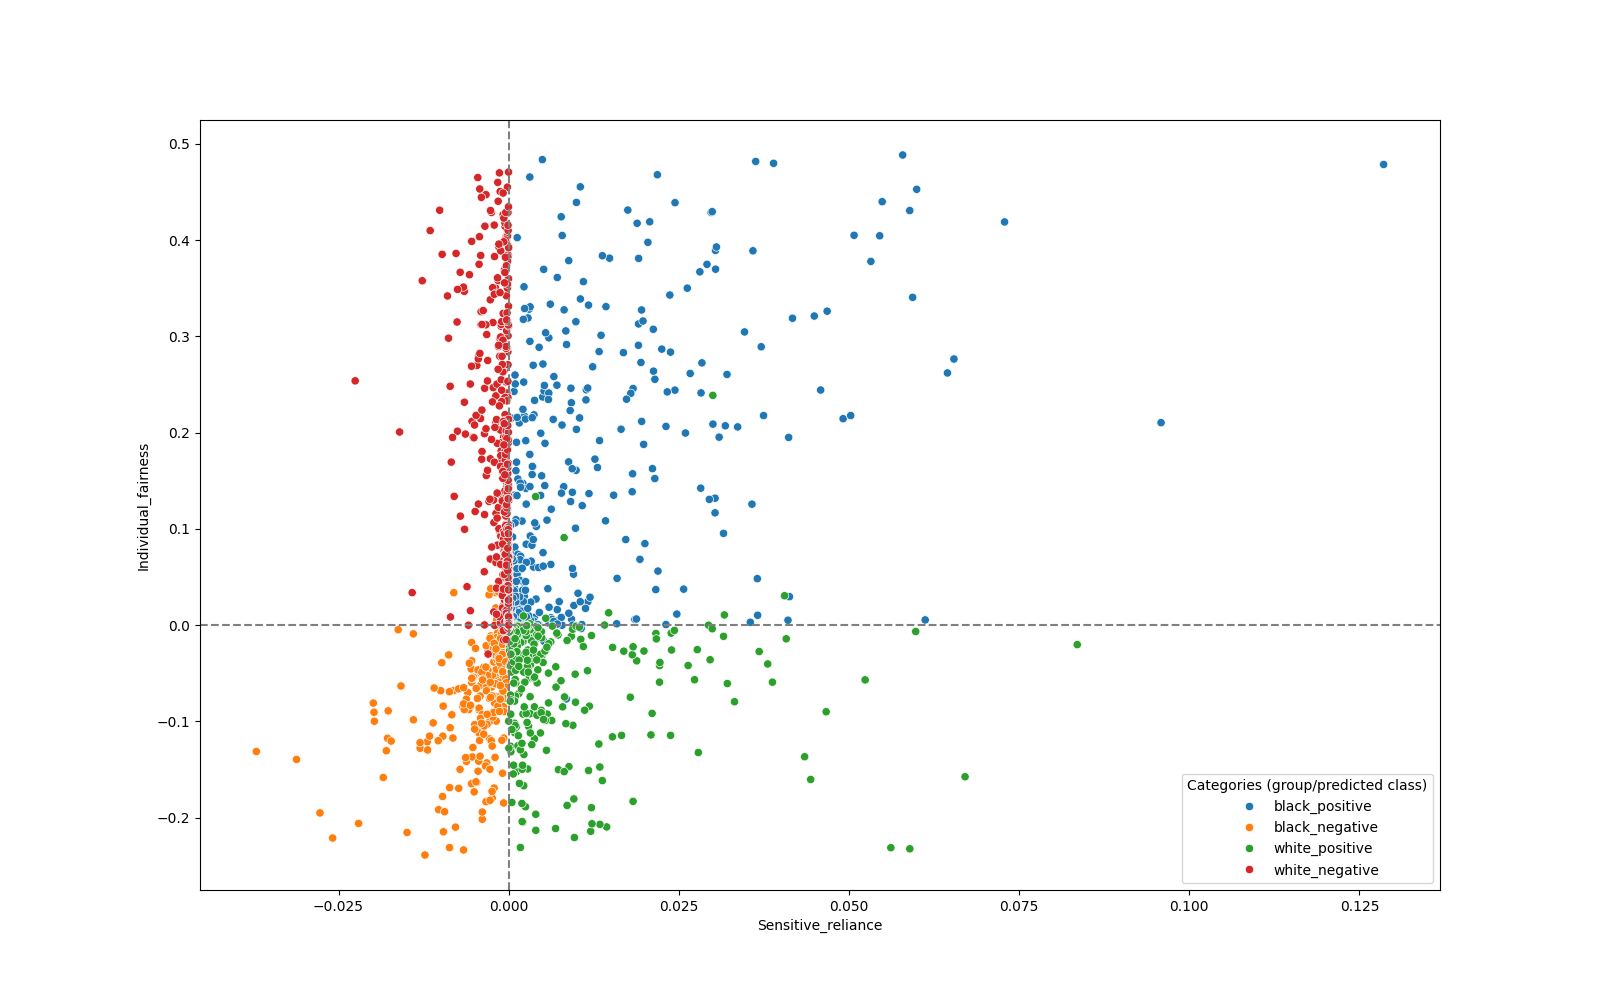 0.5
0.4
0.3
0.2
0.1
0.0
−0.1
−0.2
Individual_fairness
−0.025
0.000
0.025
0.050
0.075
0.100
0.125
Sensitive_reliance
Categories (group/predicted class)
black_positive
black_negative
white_positive
white_negative